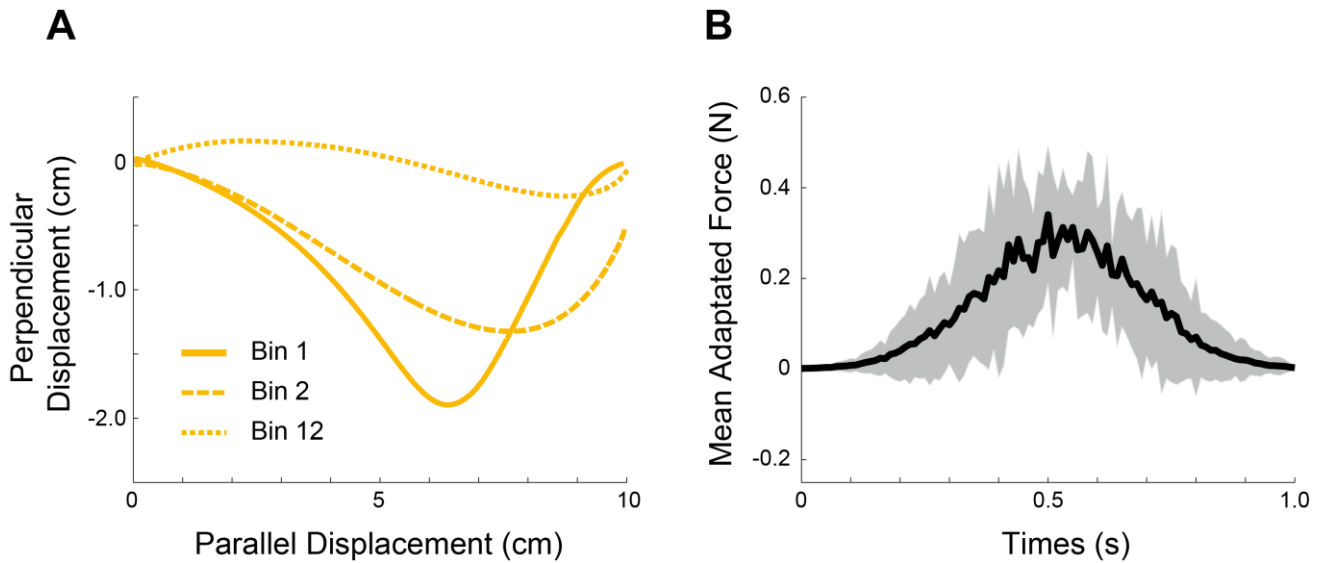 A
0
-1.0
-2.0
Perpendicular
Displacement (cm)
Bin 1
Bin 2
Bin 12
0
5
10
Parallel Displacement (cm)
B
0.6
0.4
0.2
0
-0.2
Mean Adaptated Force (N)
0
0.5
1.0
Times (s)